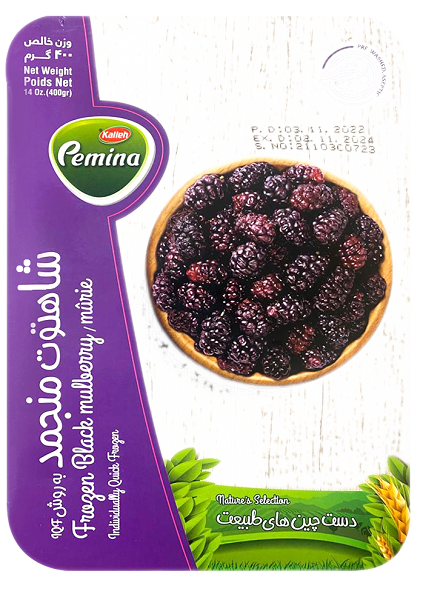 وزن خالص
۴۰۰ گرم
Net Weight
Poids Net
14 Oz.(400gr)
Kalleh
Pemina
P. D:03. 11. 2022
EX. D:03. 11. 2024
S. NO:21103C0723
شاهتوت منجمد به روش IQF
Frozen Black mulberry / mûrie
Individually Quick Frozen
Nature's Selection
دست چین های طبیعت